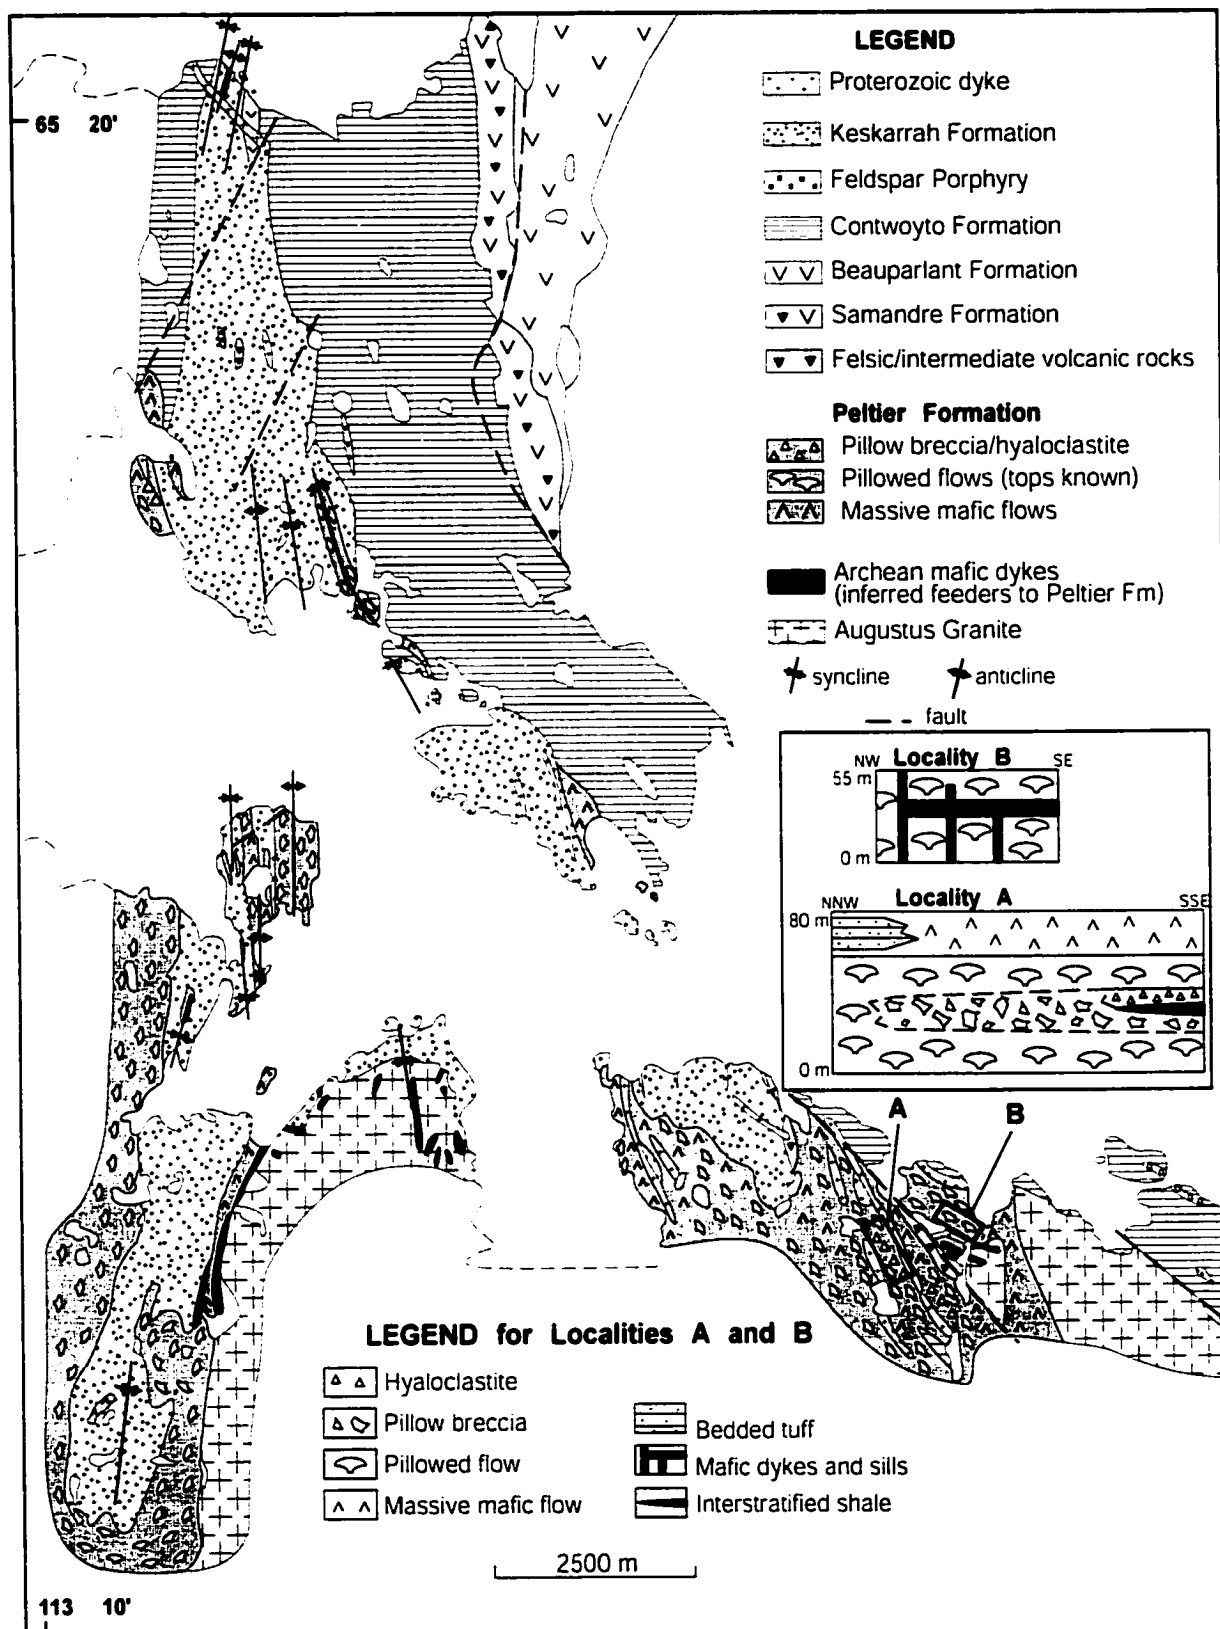 LEGEND
Proterozoic dyke
65 20'
Keskarrah Formation
Feldspar Porphyry
Contwoyto Formation
Beauparlant Formation
Samandre Formation
Felsic/intermediate volcanic rocks
Peltier Formation
Pillow breccia/hyaloclastite
Pillowed flows (tops known)
Massive mafic flows
Archean mafic dykes
(inferred feeders to Peltier Fm)
Augustus Granite
syncline anticline
fault
NW Locality B SE
55 m
0 m
Locality A
NNW SSE
80 m
0 m
A B
LEGEND for Localities A and B
Hyaloclastite
Pillow breccia
Pillowed flow
Massive mafic flow
Bedded tuff
Mafic dykes and sills
Interstratified shale
2500 m
113 10'